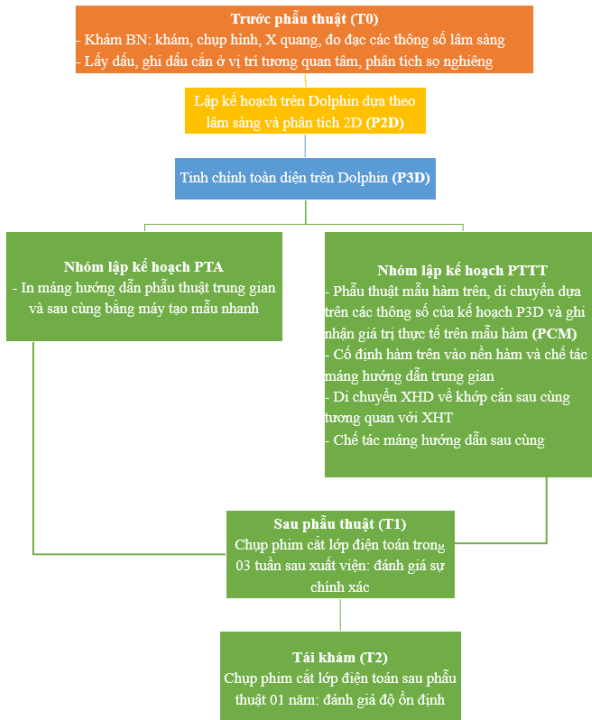 Trước phẫu thuật (T0)
- Khám BN: khám, chụp hình, X quang, đo đạc các thông số lâm sàng
- Lấy dấu, ghi dấu cắn ở vị trí tương quan tâm, phân tích sọ nghiêng
Lập kế hoạch trên Dolphin dựa theo
lâm sàng và phân tích 2D (P2D)
Tinh chỉnh toàn diện trên Dolphin (P3D)
Nhóm lập kế hoạch PTA
- In máng hướng dẫn phẫu thuật trung gian
và sau cùng bằng máy tạo mẫu nhanh
Nhóm lập kế hoạch PTTT
- Phẫu thuật mẫu hàm trên, di chuyển dựa
trên các thông số của kế hoạch P3D và ghi
nhận giá trị thực tế trên mẫu hàm (PCM)
- Cố định hàm trên vào nền hàm và chế tác
máng hướng dẫn trung gian
- Di chuyển XHD về khớp cắn sau cùng
tương quan với XHT
- Chế tác máng hướng dẫn sau cùng
Sau phẫu thuật (T1)
Chụp phim cắt lớp điện toán trong
03 tuần sau xuất viện: đánh giá sự
chính xác
Tái khám (T2)
Chụp phim cắt lớp điện toán sau phẫu
thuật 01 năm: đánh giá độ ổn định